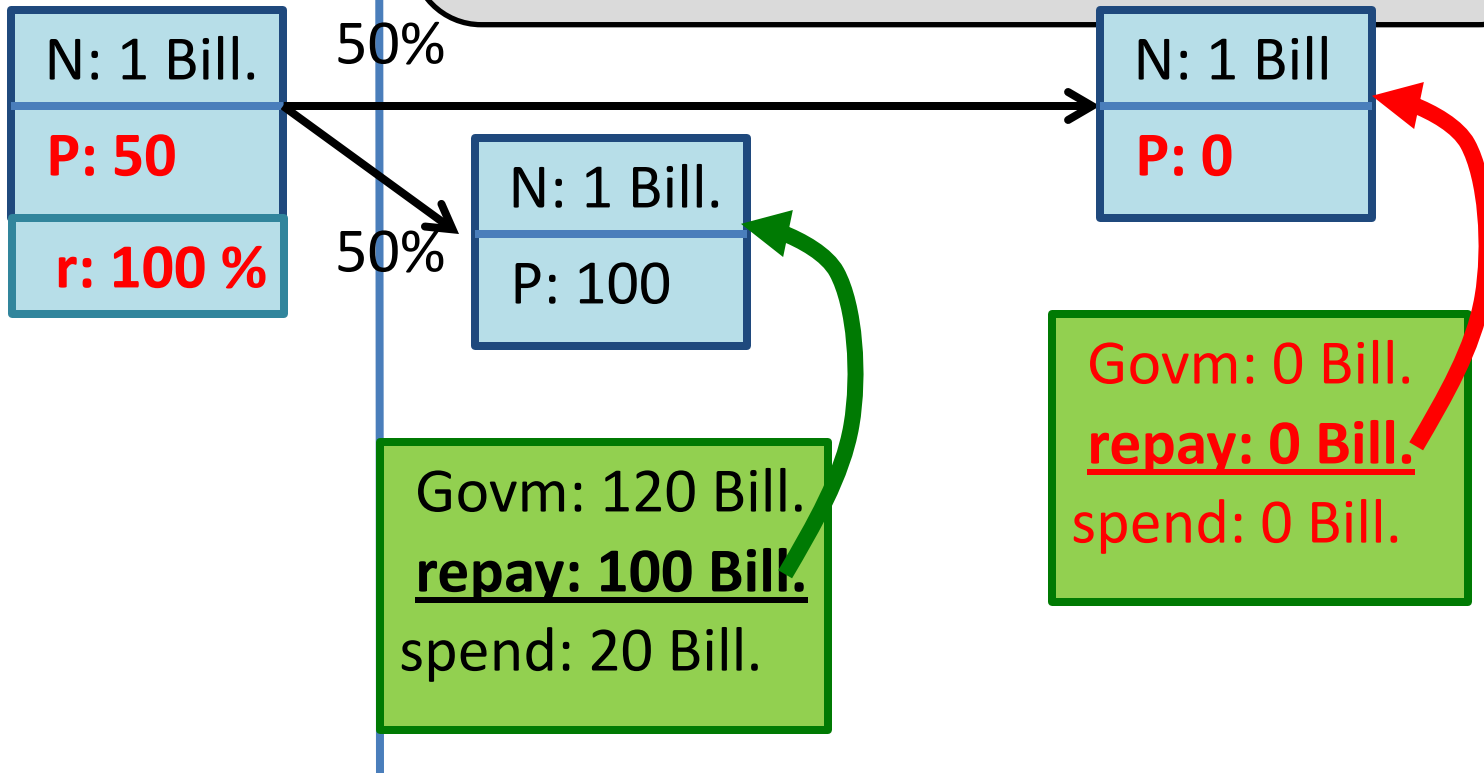 N: 1 Bill.
P: 50
r: 100 %
50%
50%
N: 1 Bill.
P: 100
N: 1 Bill
P: 0
Govm: 120 Bill.
repay: 100 Bill.
spend: 20 Bill.
Govm: 0 Bill.
repay: 0 Bill.
spend: 0 Bill.